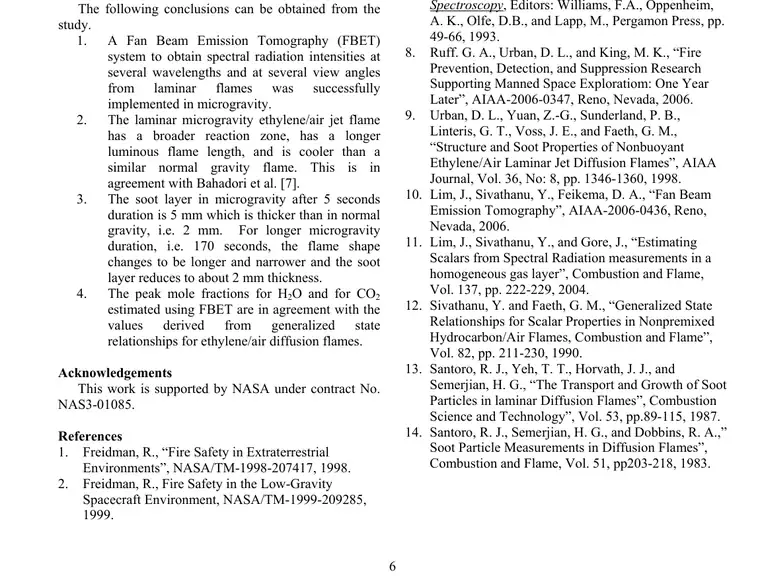 The following conclusions can be obtained from the
study.
1. A Fan Beam Emission Tomography (FBET)
system to obtain spectral radiation intensities at
several wavelengths and at several view angles
from laminar flames was successfully
implemented in microgravity.
2. The laminar microgravity ethylene/air jet flame
has a broader reaction zone, has a longer
luminous flame length, and is cooler than a
similar normal gravity flame. This is in
agreement with Bahadori et al. [7].
3. The soot layer in microgravity after 5 seconds
duration is 5 mm which is thicker than in normal
gravity, i.e. 2 mm. For longer microgravity
duration, i.e. 170 seconds, the flame shape
changes to be longer and narrower and the soot
layer reduces to about 2 mm thickness.
4. The peak mole fractions for H2O and for CO2
estimated using FBET are in agreement with the
values derived from generalized state
relationships for ethylene/air diffusion flames.
Acknowledgements
This work is supported by NASA under contract No.
NAS3-01085.
References
1. Freidman, R., “Fire Safety in Extraterrestrial
Environments”, NASA/TM-1998-207417, 1998.
2. Freidman, R., Fire Safety in the Low-Gravity
Spacecraft Environment, NASA/TM-1999-209285,
1999.
Spectroscopy, Editors: Williams, F.A., Oppenheim,
A. K., Olfe, D.B., and Lapp, M., Pergamon Press, pp.
49-66, 1993.
8. Ruff. G. A., Urban, D. L., and King, M. K., “Fire
Prevention, Detection, and Suppression Research
Supporting Manned Space Exploratiom: One Year
Later”, AIAA-2006-0347, Reno, Nevada, 2006.
9. Urban, D. L., Yuan, Z.-G., Sunderland, P. B.,
Linteris, G. T., Voss, J. E., and Faeth, G. M.,
“Structure and Soot Properties of Nonbuoyant
Ethylene/Air Laminar Jet Diffusion Flames”, AIAA
Journal, Vol. 36, No: 8, pp. 1346-1360, 1998.
10. Lim, J., Sivathanu, Y., Feikema, D. A., “Fan Beam
Emission Tomography”, AIAA-2006-0436, Reno,
Nevada, 2006.
11. Lim, J., Sivathanu, Y., and Gore, J., “Estimating
Scalars from Spectral Radiation measurements in a
homogeneous gas layer”, Combustion and Flame,
Vol. 137, pp. 222-229, 2004.
12. Sivathanu, Y. and Faeth, G. M., “Generalized State
Relationships for Scalar Properties in Nonpremixed
Hydrocarbon/Air Flames, Combustion and Flame”,
Vol. 82, pp. 211-230, 1990.
13. Santoro, R. J., Yeh, T. T., Horvath, J. J., and
Semerjian, H. G., “The Transport and Growth of Soot
Particles in laminar Diffusion Flames”, Combustion
Science and Technology”, Vol. 53, pp.89-115, 1987.
14. Santoro, R. J., Semerjian, H. G., and Dobbins, R. A.,”
Soot Particle Measurements in Diffusion Flames”,
Combustion and Flame, Vol. 51, pp203-218, 1983.
6